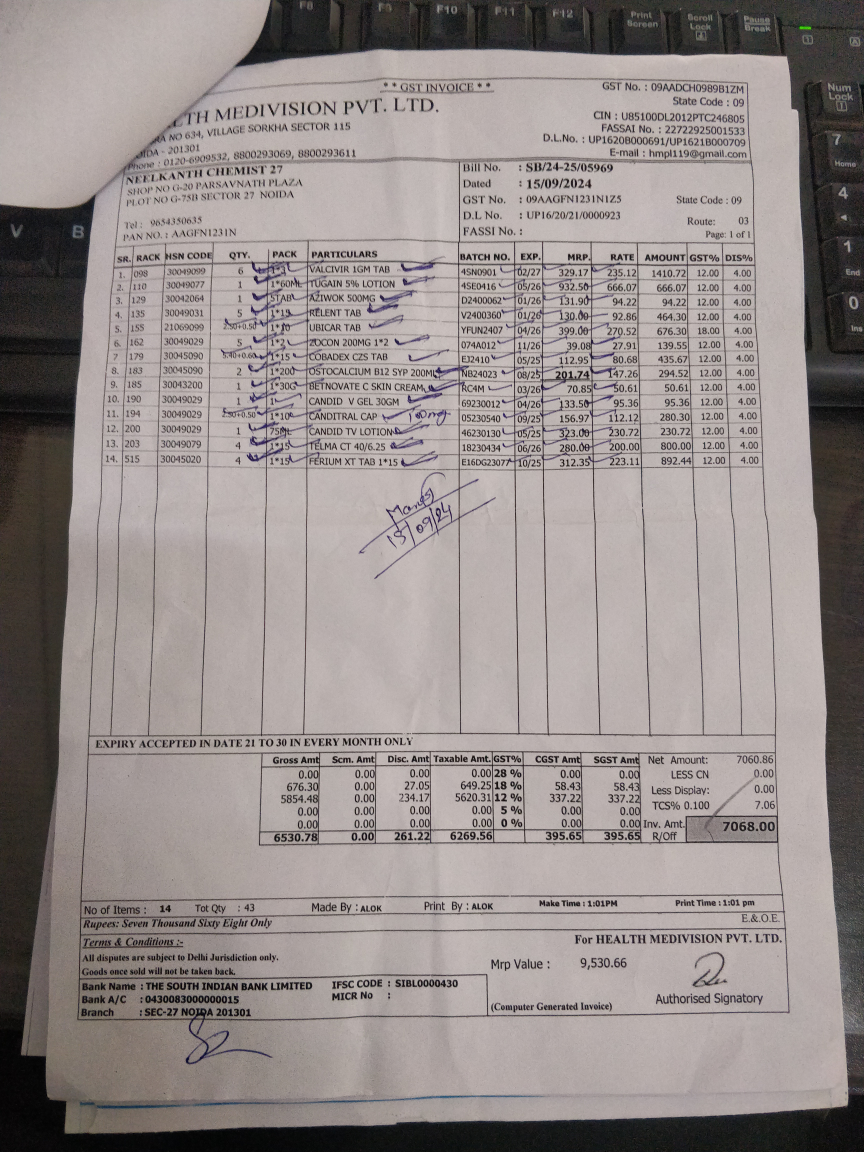 F8 F9 F10 F11 F12 Print Screen Scroll Lock Pause Break
Num Lock
7 Home
4
1 End
0 Ins
V B
* * GST INVOICE * *
GST No. : 09AADCH0989B1ZM
State Code : 09
CIN : U85100DL2012PTC246805
FASSAI No. : 22722925001533
D.L.No. : UP1620B000691/UP1621B000709
E-mail : hmpl119@gmail.com
LTH MEDIVISION PVT. LTD.
RA NO 634, VILLAGE SORKHA SECTOR 115
OIDA - 201301
Phone : 0120-6909532, 8800293069, 8800293611
NEELKANTH CHEMIST 27
SHOP NO G-20 PARSAVNATH PLAZA
PLOT NO G-75B SECTOR 27 NOIDA
Tel : 9654350635
PAN NO. : AAGFN1231N
Bill No. : SB/24-25/05969
Dated : 15/09/2024
GST No. : 09AAGFN1231N1Z5 State Code : 09
D.L. No. : UP16/20/21/0000923
Route: 03
FASSI No. : Page: 1 of 1
SR. RACK HSN CODE QTY. PACK PARTICULARS BATCH NO. EXP. MRP. RATE AMOUNT GST% DIS%
1. 098 30049099 6 VALCIVIR 1GM TAB 4SN0901 02/27 329.17 235.12 1410.72 12.00 4.00
2. 110 30049077 1 1*60ML TUGAIN 5% LOTION 4SE0416 05/26 932.50 666.07 666.07 12.00 4.00
3. 129 30042064 1 5TAB AZIWOK 500MG D2400062 01/26 131.90 94.22 94.22 12.00 4.00
4. 135 30049031 5 1*15 RELENT TAB V2400360 01/26 130.00 92.86 464.30 12.00 4.00
5. 155 21069099 2.50+0.50 1*10 UBICAR TAB YFUN2407 04/26 399.00 270.52 676.30 18.00 4.00
6. 162 30049029 5 1*2 ZOCON 200MG 1*2 074A012 11/26 39.08 27.91 139.55 12.00 4.00
7 179 30045090 5.40+0.60 1*15 COBADEX CZS TAB EJ2410 05/25 112.95 80.68 435.67 12.00 4.00
8. 183 30045090 2 1*200 OSTOCALCIUM B12 SYP 200ML NB24023 08/25 201.74 147.26 294.52 12.00 4.00
9. 185 30043200 1 1*30G BETNOVATE C SKIN CREAM RC4M 03/26 70.85 50.61 50.61 12.00 4.00
10. 190 30049029 1 CANDID V GEL 30GM 69230012 04/26 133.50 95.36 95.36 12.00 4.00
11. 194 30049029 2.50+0.50 1*10 CANDITRAL CAP 100mg 05230540 09/25 156.97 112.12 280.30 12.00 4.00
12. 200 30049029 1 75ML CANDID TV LOTION 46230130 05/25 323.00 230.72 230.72 12.00 4.00
13. 203 30049079 4 1*15 TELMA CT 40/6.25 18230434 06/26 280.00 200.00 800.00 12.00 4.00
14. 515 30045020 4 1*15 FERIUM XT TAB 1*15 E16DG23077 10/25 312.35 223.11 892.44 12.00 4.00
15/09/24
EXPIRY ACCEPTED IN DATE 21 TO 30 IN EVERY MONTH ONLY
Gross Amt Scm. Amt Disc. Amt Taxable Amt. GST% CGST Amt SGST Amt
0.00 0.00 0.00 0.00 28 % 0.00 0.00
676.30 0.00 27.05 649.25 18 % 58.43 58.43
5854.48 0.00 234.17 5620.31 12 % 337.22 337.22
0.00 0.00 0.00 0.00 5 % 0.00 0.00
0.00 0.00 0.00 0.00 0 % 0.00 0.00
6530.78 0.00 261.22 6269.56 395.65 395.65
Net Amount: 7060.86
LESS CN 0.00
Less Display: 0.00
TCS% 0.100 7.06
Inv. Amt. 7068.00
R/Off
No of Items : 14 Tot Qty : 43 Made By : ALOK Print By : ALOK Make Time : 1:01PM Print Time : 1:01 pm
Rupees: Seven Thousand Sixty Eight Only E.&.O.E.
Terms & Conditions :-
All disputes are subject to Delhi Jurisdiction only.
Goods once sold will not be taken back.
For HEALTH MEDIVISION PVT. LTD.
Mrp Value : 9,530.66
Bank Name : THE SOUTH INDIAN BANK LIMITED IFSC CODE : SIBL0000430
Bank A/C : 0430083000000015 MICR No :
Branch : SEC-27 NOIDA 201301
(Computer Generated Invoice)
Authorised Signatory